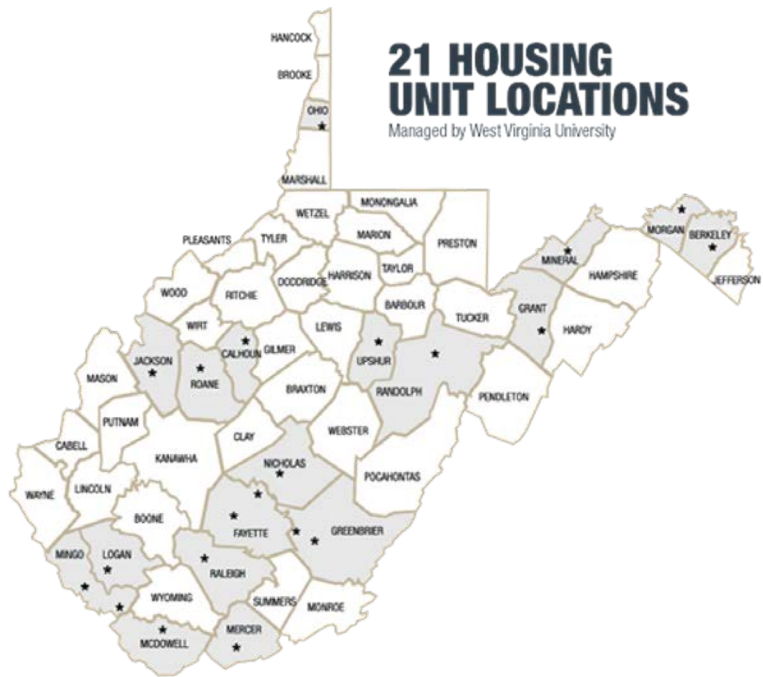 21 HOUSING
UNIT LOCATIONS
Managed by West Virginia University
HANCOCK
BROOKE
OHIO
MARSHALL
WETZEL
MONONGALIA
MARION
PRESTON
PLEASANTS
TYLER
DODDRIDGE
HARRISON
TAYLOR
WOOD
RITCHIE
BARBOUR
TUCKER
MINERAL
MORGAN
BERKELEY
JEFFERSON
HAMPSHIRE
GRANT
HARDY
WIRT
LEWIS
JACKSON
CALHOUN
GILMER
UPSHUR
ROANE
RANDOLPH
PENDLETON
MASON
BRAXTON
PUTNAM
CLAY
WEBSTER
CABELL
KANAWHA
NICHOLAS
POCAHONTAS
WAYNE
LINCOLN
BOONE
FAYETTE
GREENBRIER
MINGO
LOGAN
RALEIGH
WYOMING
SUMMERS
MONROE
MCDOWELL
MERCER